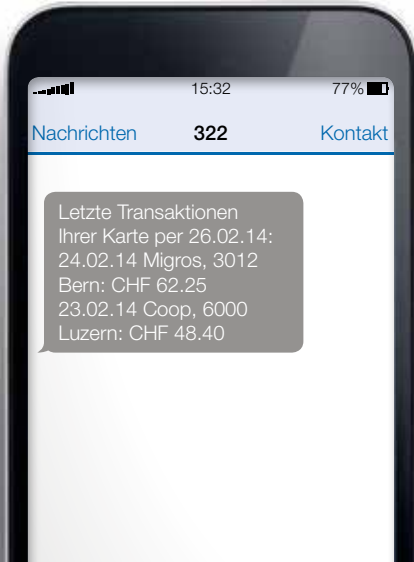 15:32 77%
Nachrichten 322 Kontakt
Letzte Transaktionen
Ihrer Karte per 26.02.14:
24.02.14 Migros, 3012
Bern: CHF 62.25
23.02.14 Coop, 6000
Luzern: CHF 48.40